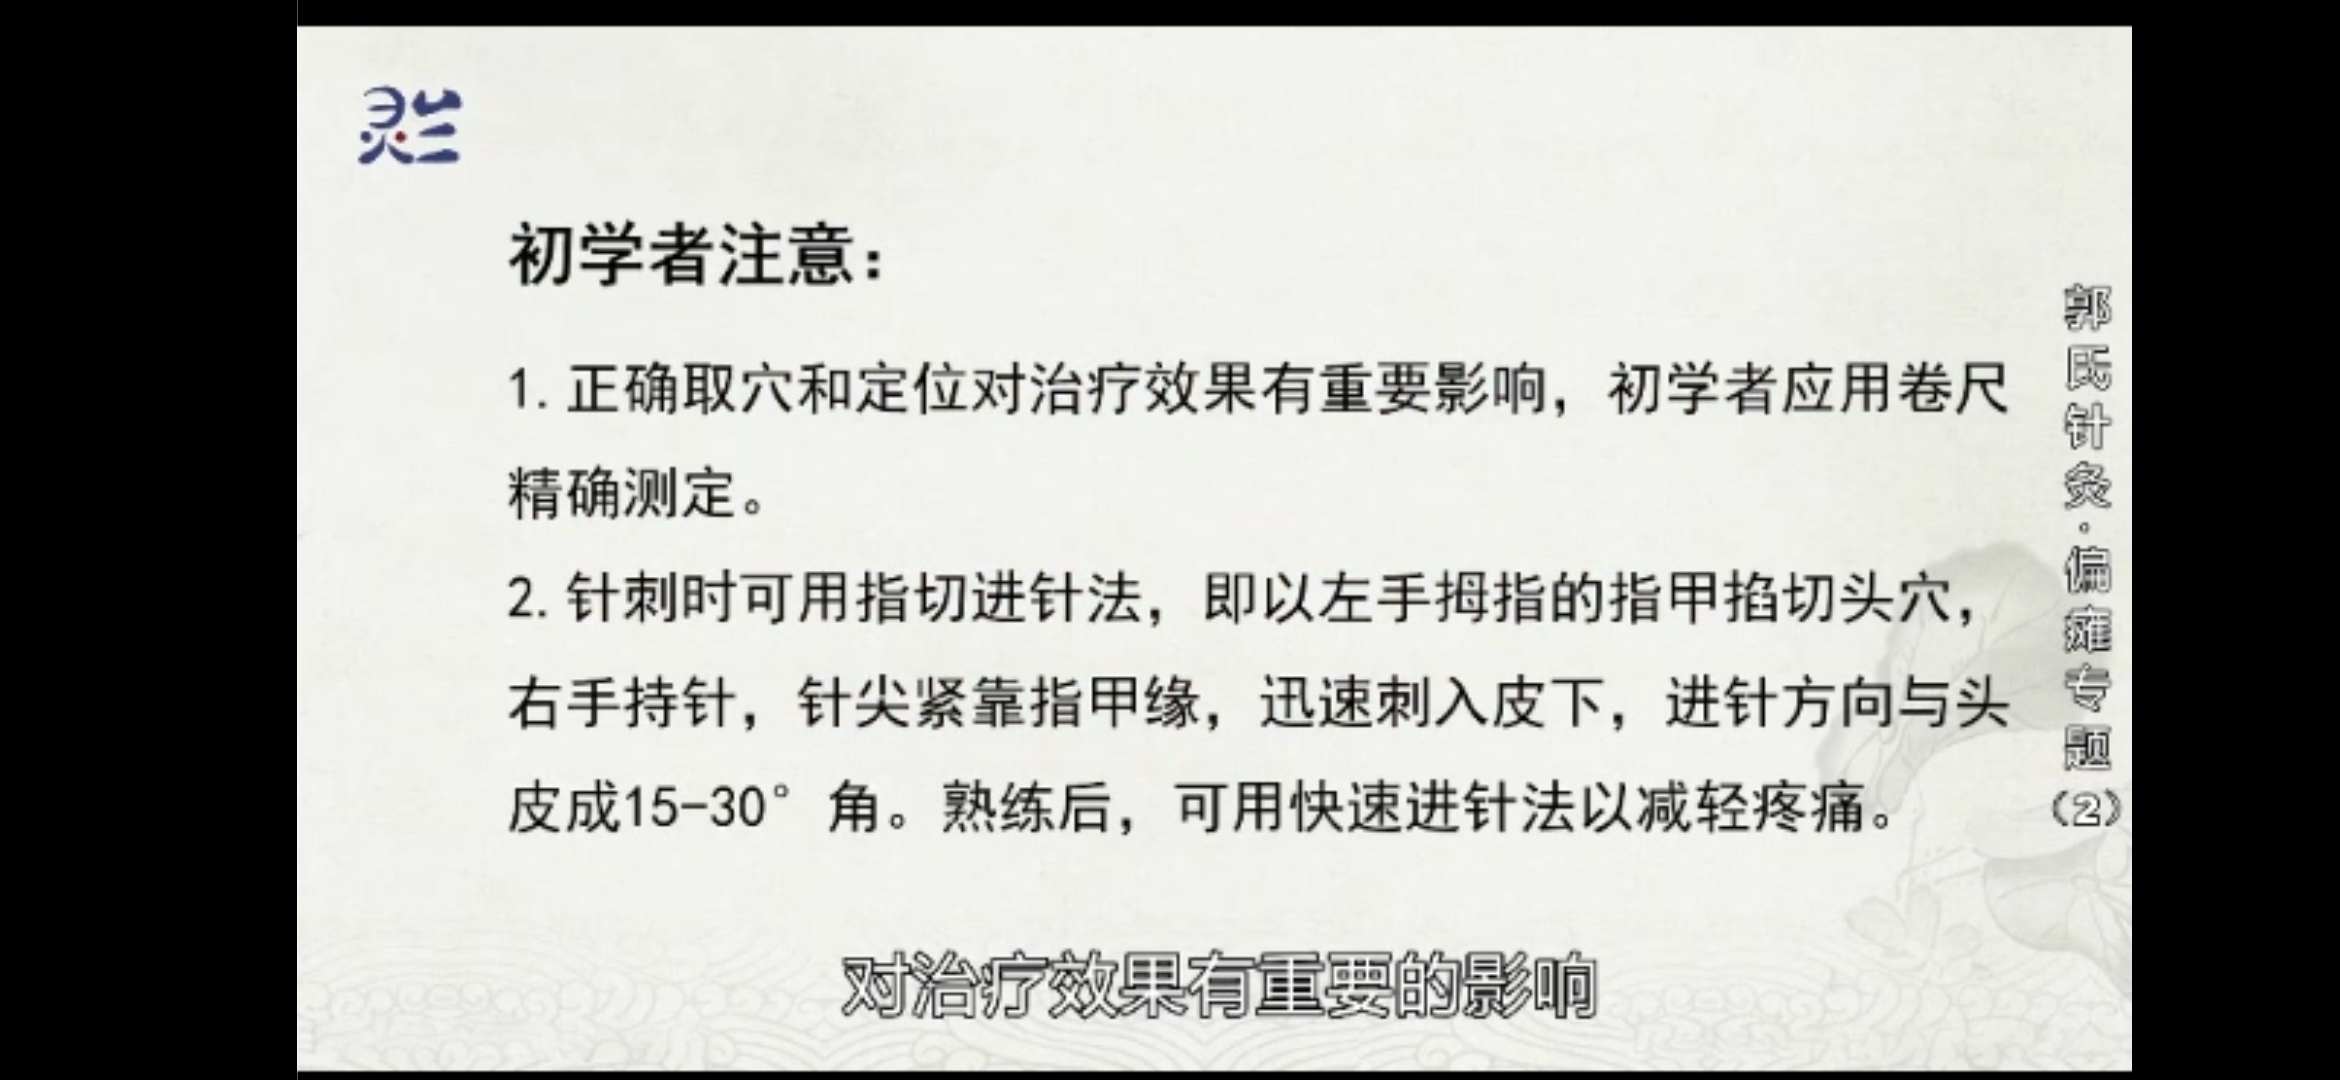 灵兰
初学者注意：
1. 正确取穴和定位对治疗效果有重要影响，初学者应用卷尺
精确测定。
2. 针刺时可用指切进针法，即以左手拇指的指甲掐切头穴，
右手持针，针尖紧靠指甲缘，迅速刺入皮下，进针方向与头
皮成15-30°角。熟练后，可用快速进针法以减轻疼痛。
对治疗效果有重要的影响
郭氏针灸·偏瘫专题（2）